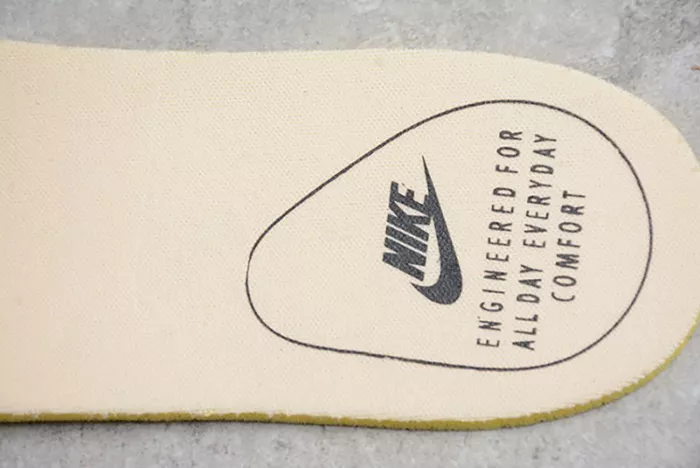 NIKE
ENGINEERED FOR
ALL DAY EVERYDAY
COMFORT